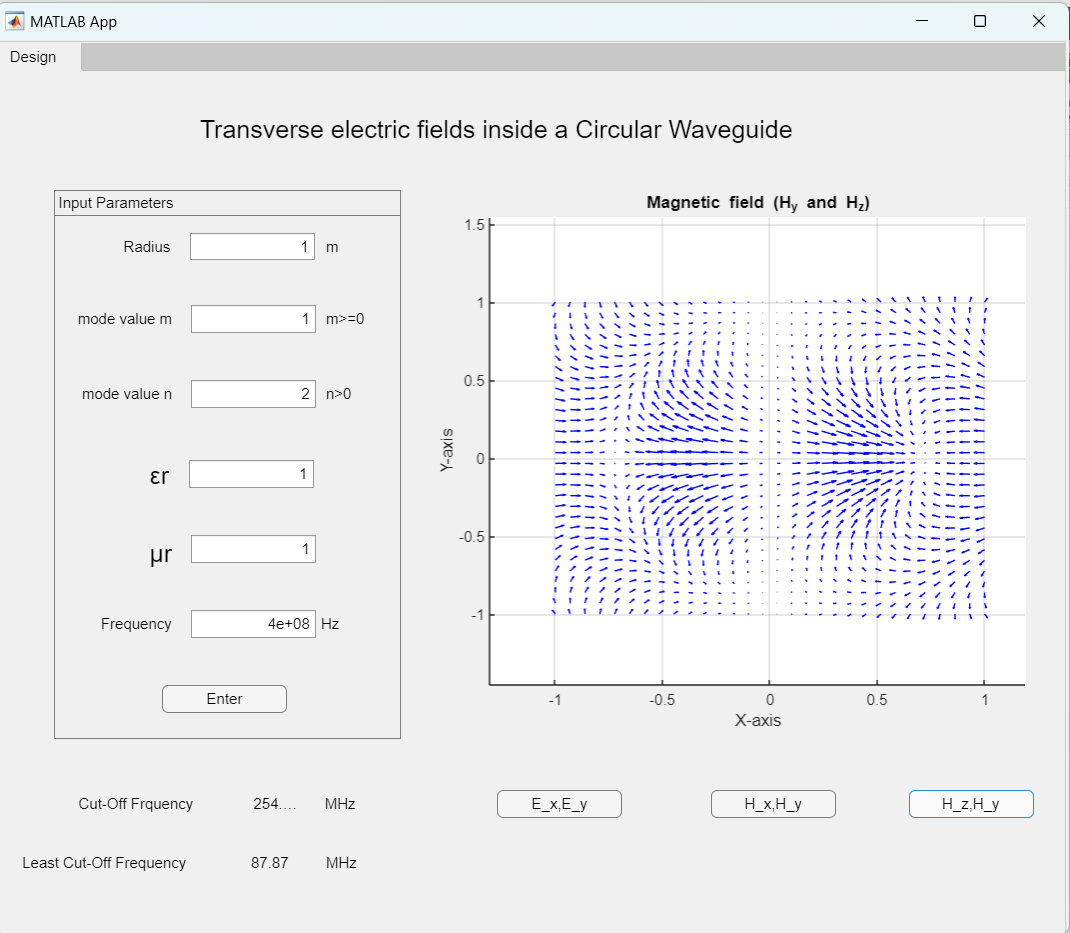 MATLAB App
Design
Transverse electric fields inside a Circular Waveguide
Input Parameters
Radius 1 m
mode value m 1 m>=0
mode value n 2 n>0
εr 1
μr 1
Frequency 4e+08 Hz
Enter
Cut-Off Frquency 254.... MHz
Least Cut-Off Frequency 87.87 MHz
Magnetic field (Hy and Hz)
1.5
1
0.5
0
-0.5
-1
Y-axis
-1 -0.5 0 0.5 1
X-axis
E_x,E_y H_x,H_y H_z,H_y